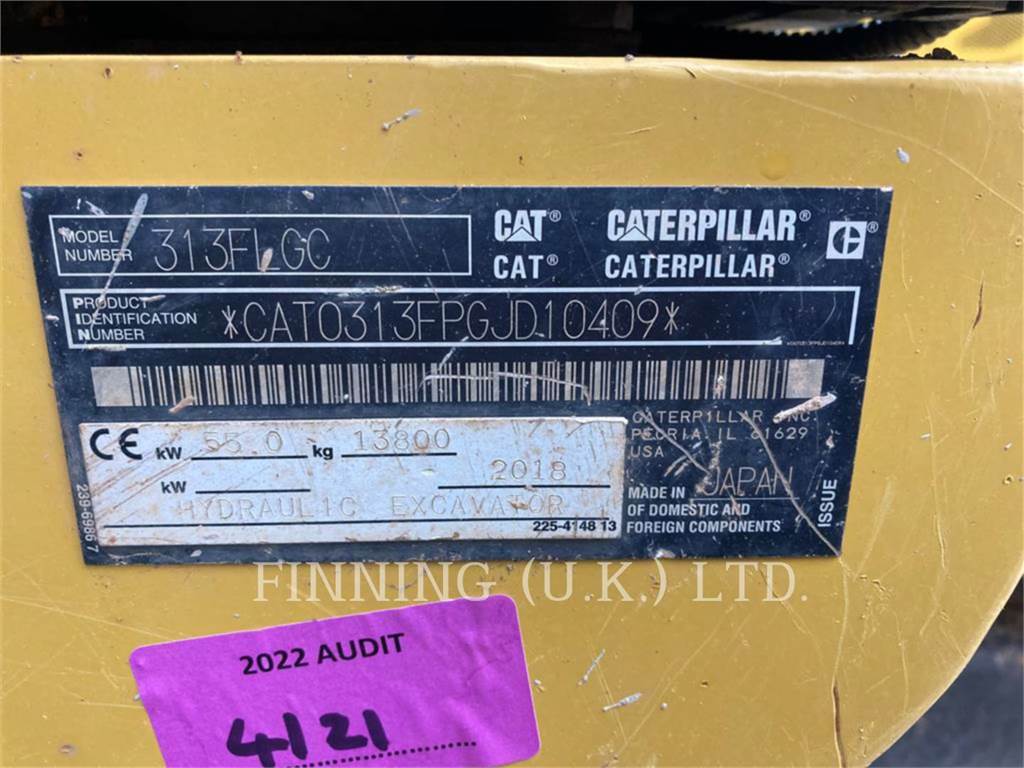 MODEL NUMBER 313FLGC
CAT® CATERPILLAR®
CAT® CATERPILLAR®
PRODUCT IDENTIFICATION NUMBER *CAT0313FPGJD10409*
CE kW 55.0 kg 13800
kW 2018
HYDRAULIC EXCAVATOR
225-4148 13
239-6986 7
CATERPILLAR INC.
PEORIA, IL 61629
USA
MADE IN JAPAN
OF DOMESTIC AND
FOREIGN COMPONENTS
ISSUE
FINNING (U.K.) LTD.
2022 AUDIT
4121